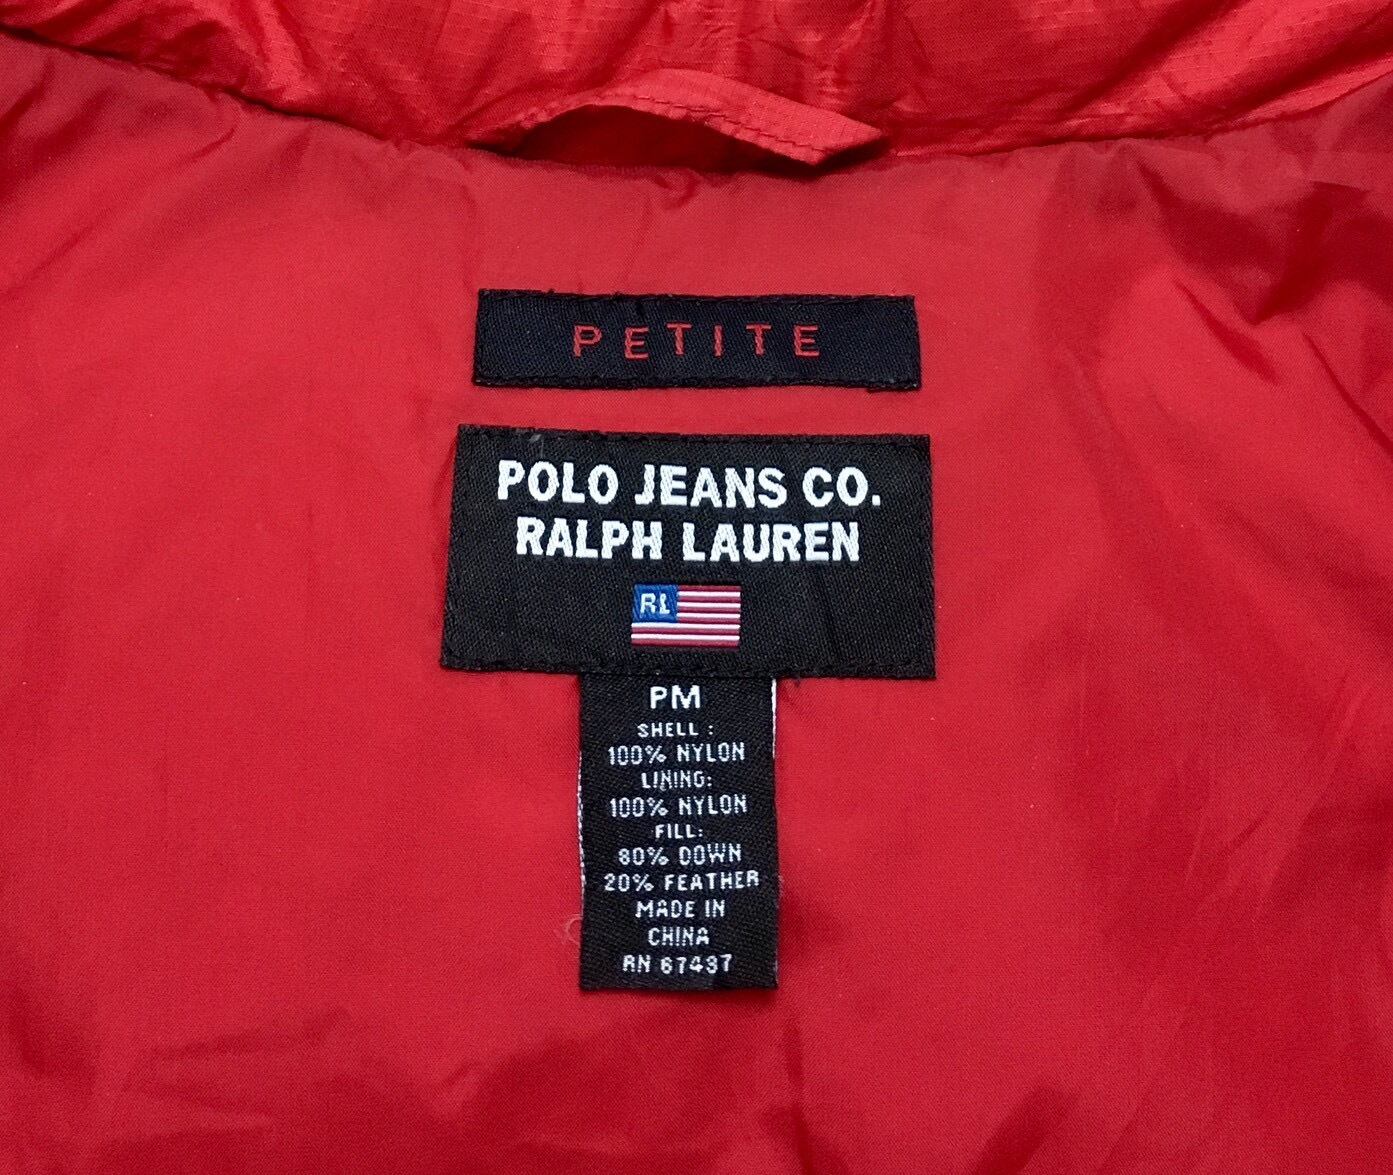 PETITE
POLO JEANS CO.
RALPH LAUREN
RL
PM
SHELL :
100% NYLON
LINING:
100% NYLON
FILL:
80% DOWN
20% FEATHER
MADE IN
CHINA
RN 67437